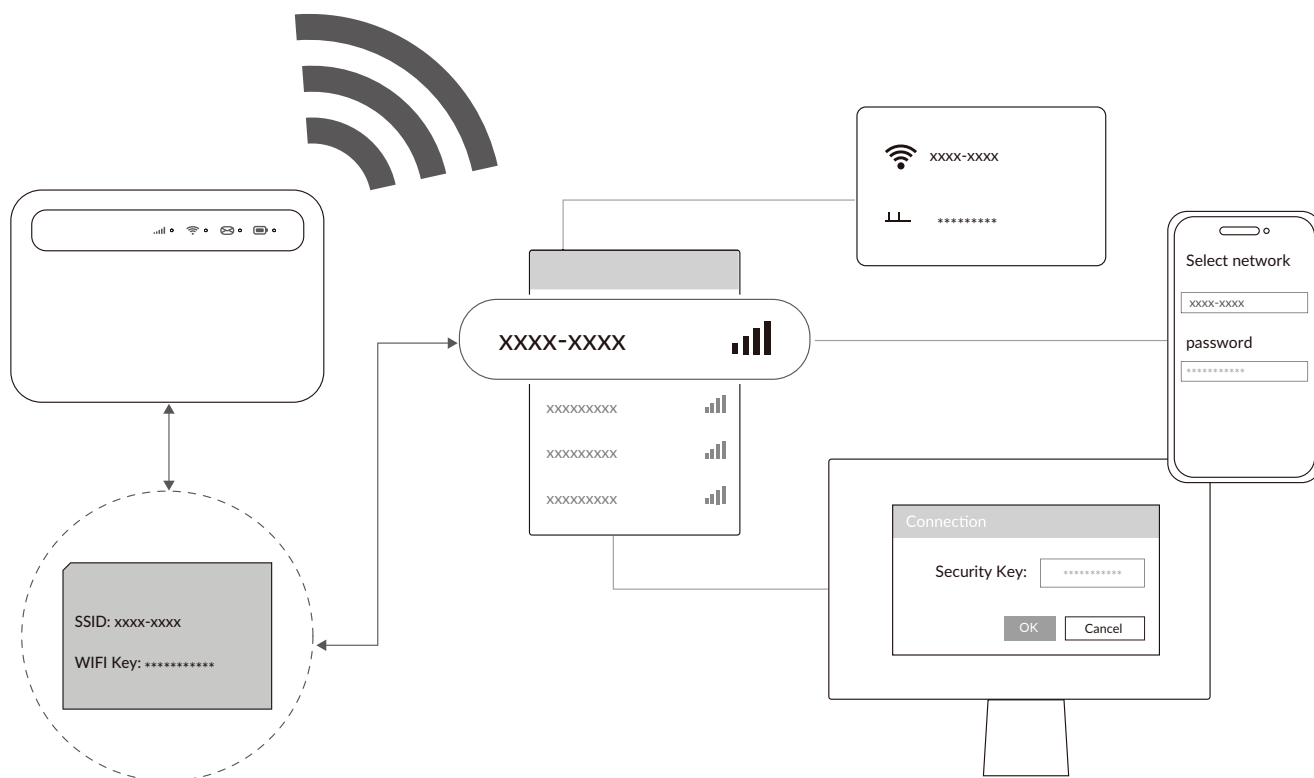 xxxx-xxxx
*********
Select network
xxxx-xxxx
password
***********
xxxx-xxxx
xxxxxxxxx
xxxxxxxxx
xxxxxxxxx
Connection
Security Key: ***********
OK Cancel
SSID: xxxx-xxxx
WIFI Key: ***********